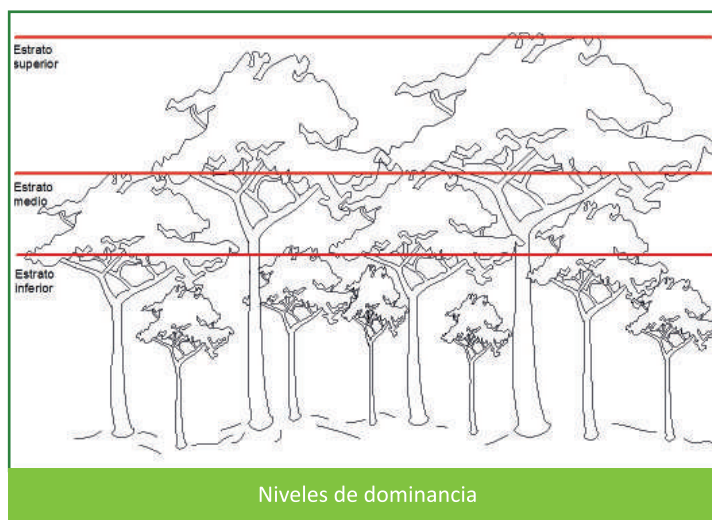 Estrato
superior
Estrato
medio
Estrato
inferior
Niveles de dominancia